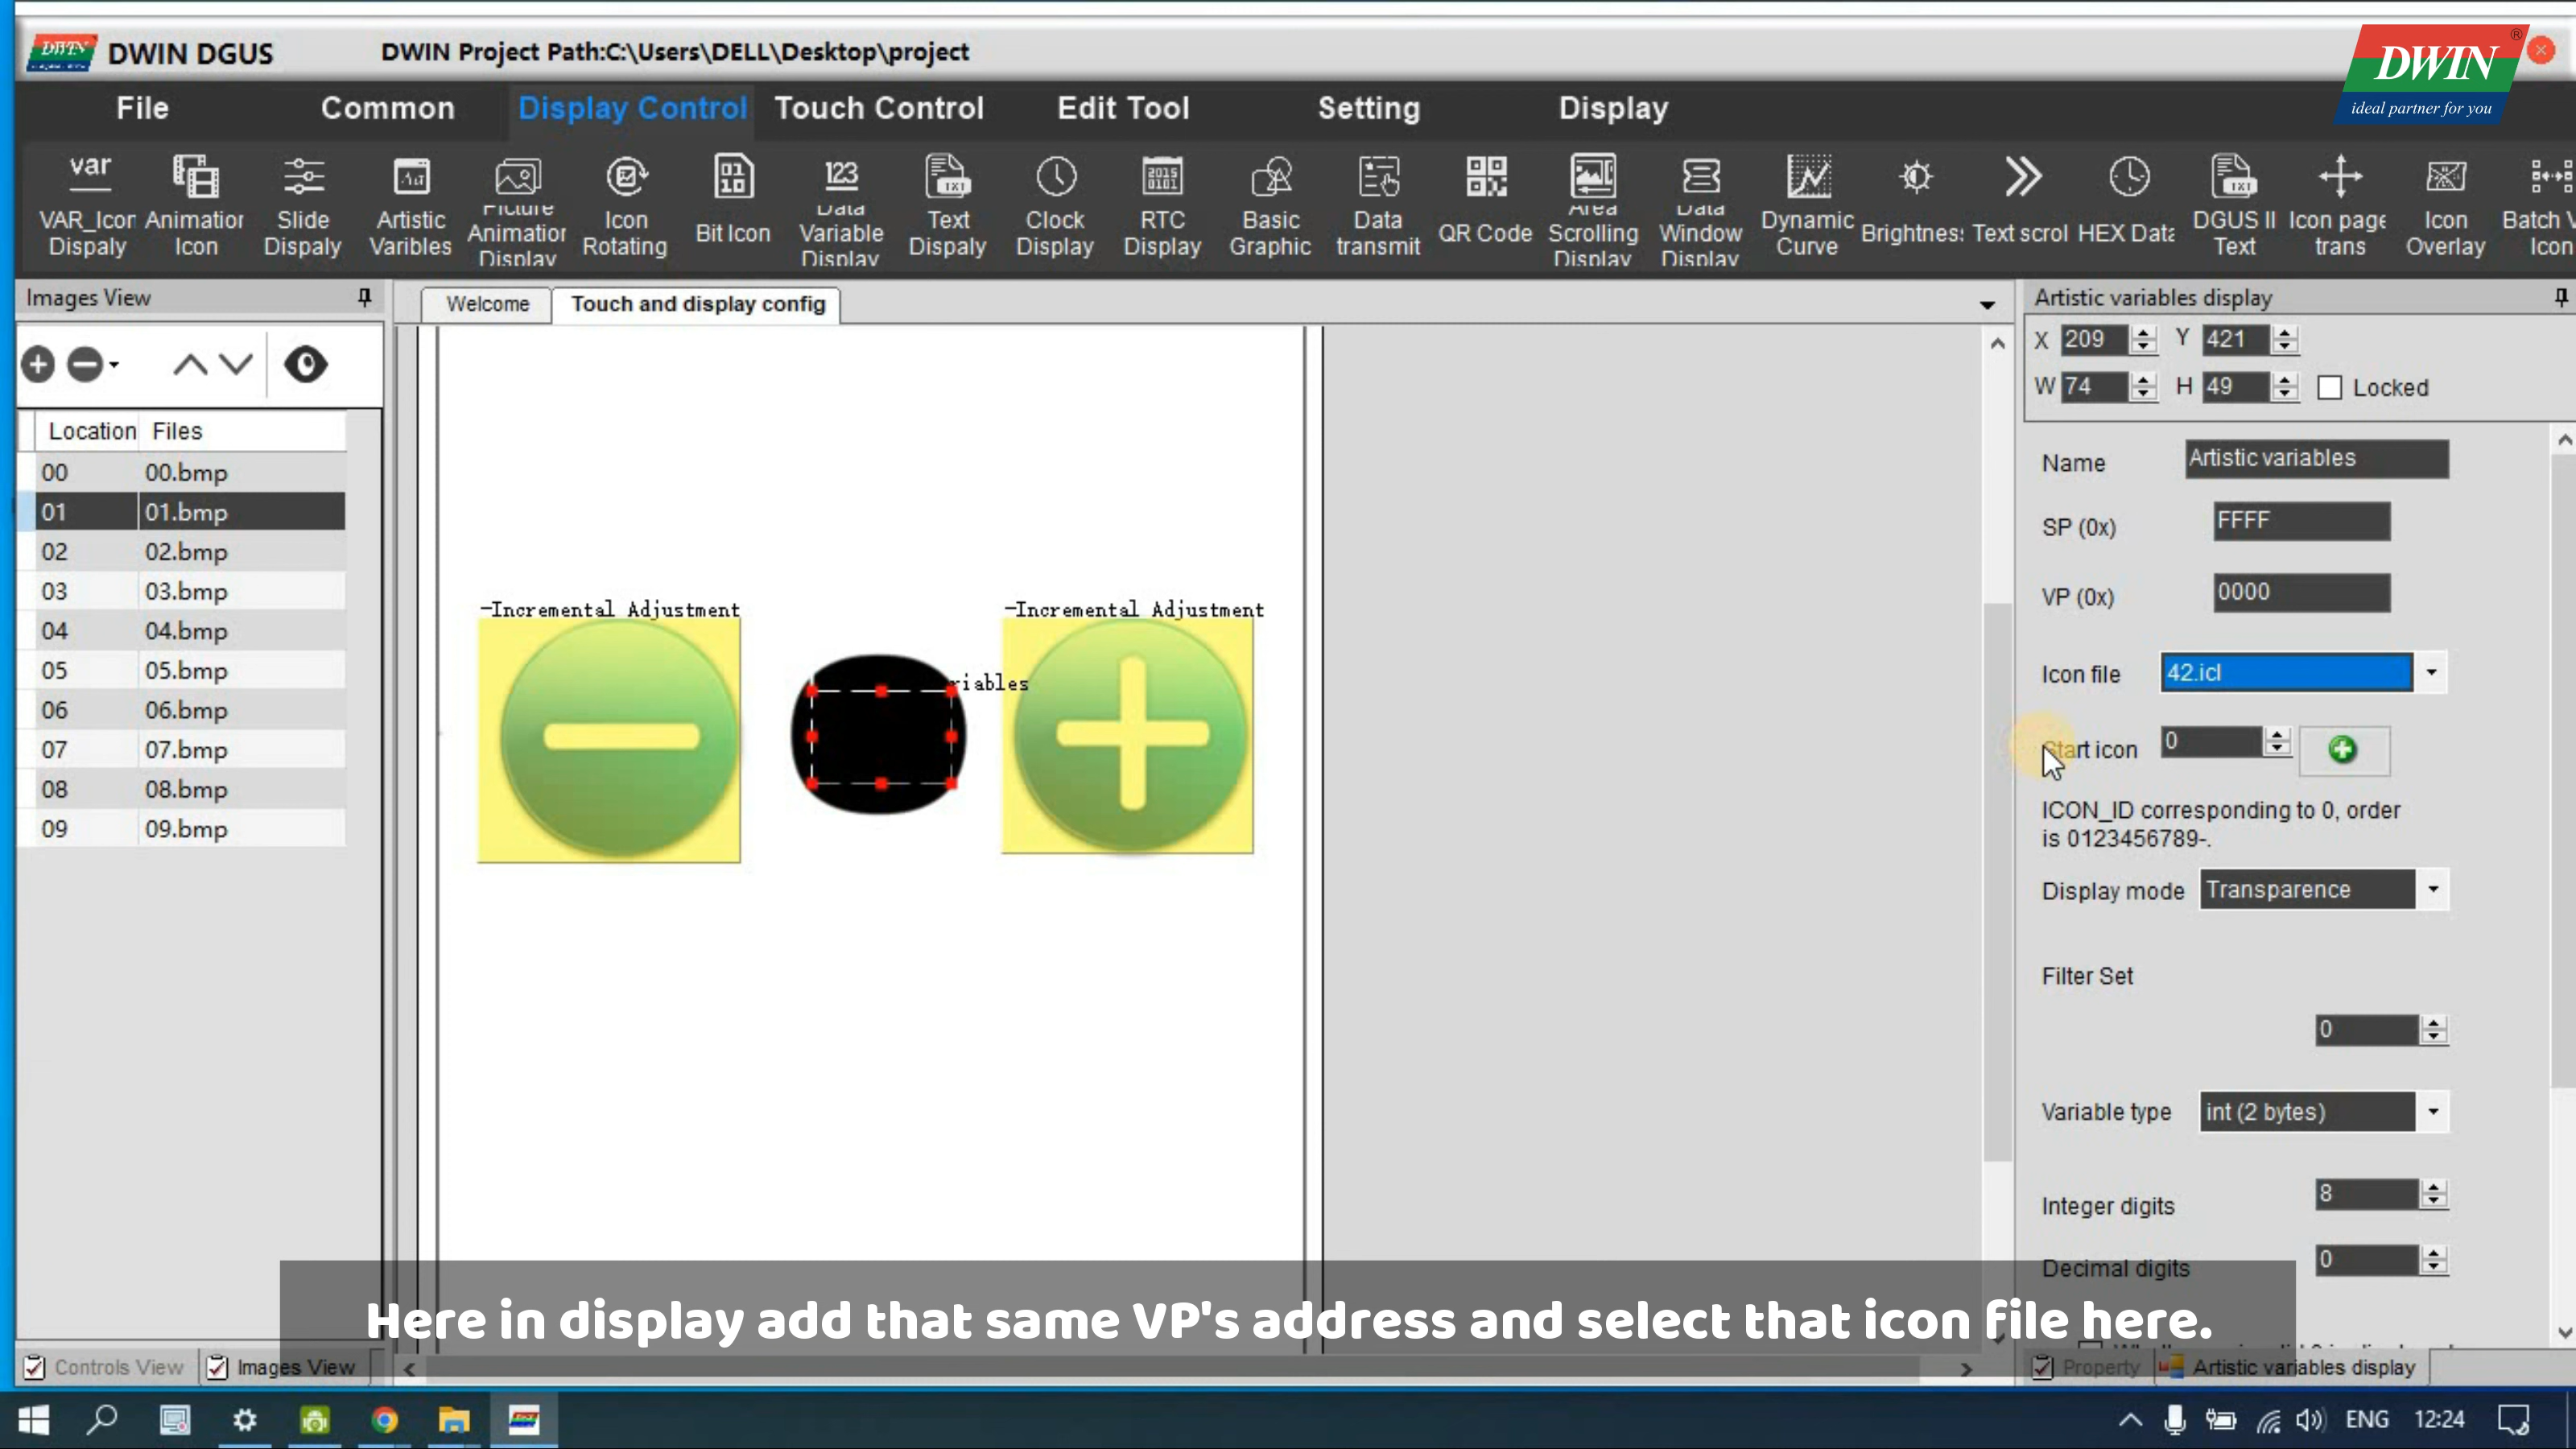 DWIN DGUS
DWIN Project Path:C:\Users\DELL\Desktop\project
DWIN
®
ideal partner for you
File Common Display Control Touch Control Edit Tool Setting Display
VAR_Icon Dispaly
Animation Icon
Slide Dispaly
Artistic Varibles
Picture Animation Display
Icon Rotating
Bit Icon
Data Variable Display
Text Dispaly
Clock Display
RTC Display
Basic Graphic
Data transmit
QR Code
Area Scrolling Display
Data Window Display
Dynamic Curve
Brightness
Text scrol
HEX Data
DGUS II Text
Icon page trans
Icon Overlay
Batch V Icon
Images View
Welcome
Touch and display config
Location Files
00 00.bmp
01 01.bmp
02 02.bmp
03 03.bmp
04 04.bmp
05 05.bmp
06 06.bmp
07 07.bmp
08 08.bmp
09 09.bmp
-Incremental Adjustment
riables
-Incremental Adjustment
Artistic variables display
X 209 Y 421
W 74 H 49 Locked
Name Artistic variables
SP (0x) FFFF
VP (0x) 0000
Icon file 42.icl
Start icon 0
ICON_ID corresponding to 0, order
is 0123456789-.
Display mode Transparence
Filter Set
0
Variable type int (2 bytes)
Integer digits 8
Decimal digits 0
Here in display add that same VP's address and select that icon file here.
Controls View
Images View
Property
Artistic variables display
ENG 12:24